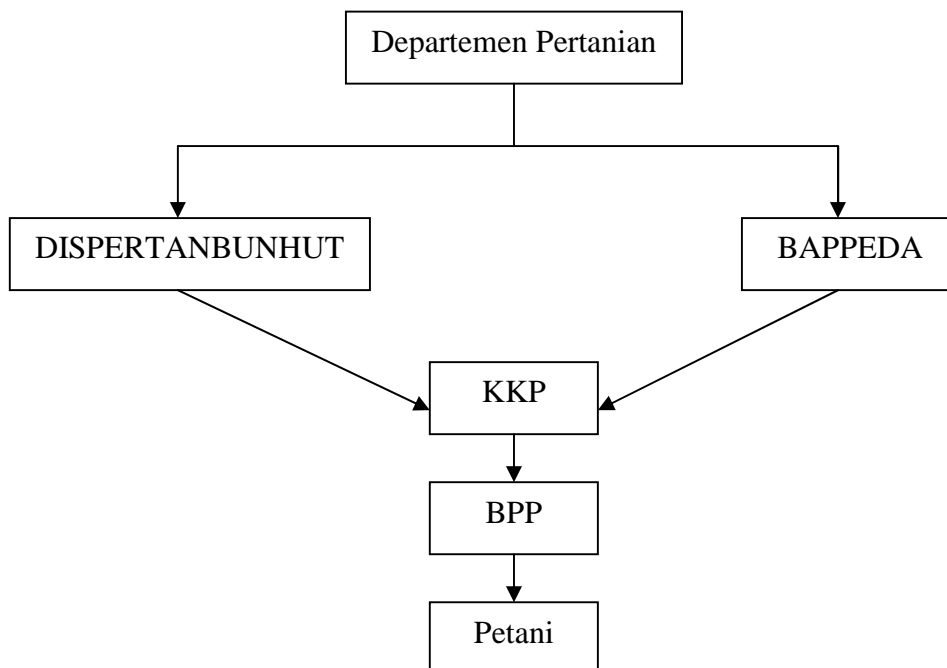 Departemen Pertanian
DISPERTANBUNHUT
BAPPEDA
KKP
BPP
Petani